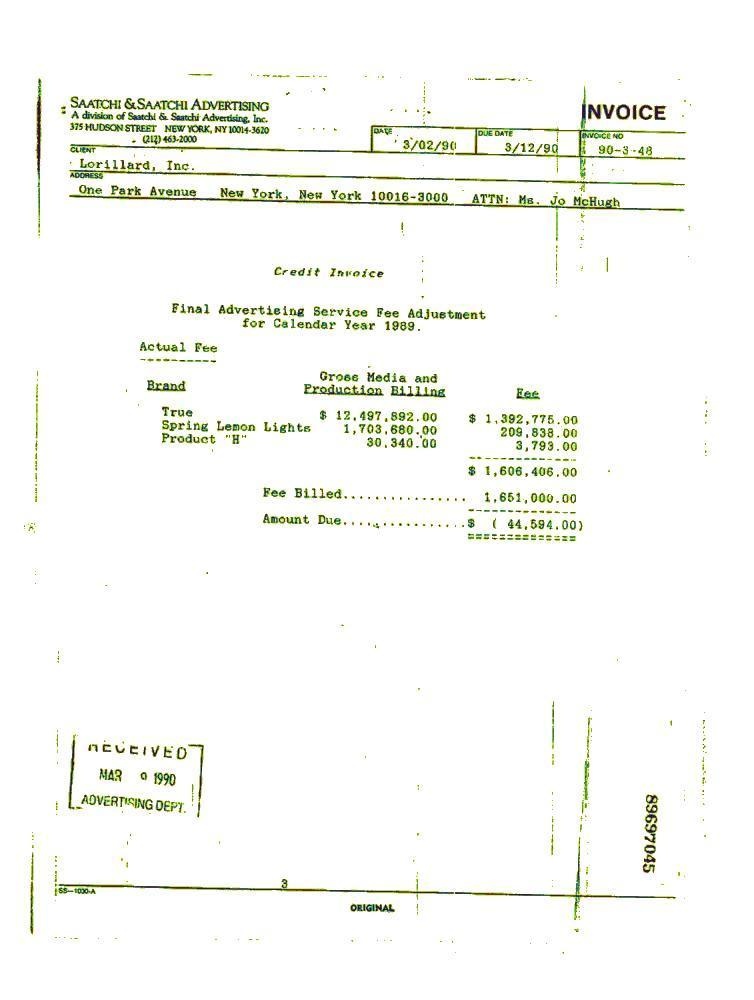 SAATCHI & SAATCHI ADVERTISING
A division of Saatchi & Saatchi Advertising, Inc.
375 HUDSON STREET NEW YORK, NY 10014-3620
(212) 463-2000
INVOICE
DATE
3/02/90
DUE DATE
3/12/90
INVOICE NO
90-3-48
CLIENT
Lorillard, Inc.
ADDRESS
One Park Avenue New York, New York 10016-3000 ATTN: Ms. Jo McHugh
Credit Invoice
Final Advertising Service Fee Adjustment
for Calendar Year 1989.
Actual Fee
----------
Brand Gross Media and Production Billing Fee
True $ 12,497,892.00 $ 1,392,775.00
Spring Lemon Lights 1,703,680.00 209,838.00
Product "H" 30,340.00 3,793.00
--------------
$ 1,606,406.00
Fee Billed................ 1,651,000.00
--------------
Amount Due.................$ ( 44,594.00)
==============
RECEIVED
MAR 9 1990
ADVERTISING DEPT.
89697045
SS-1030-A
3
ORIGINAL